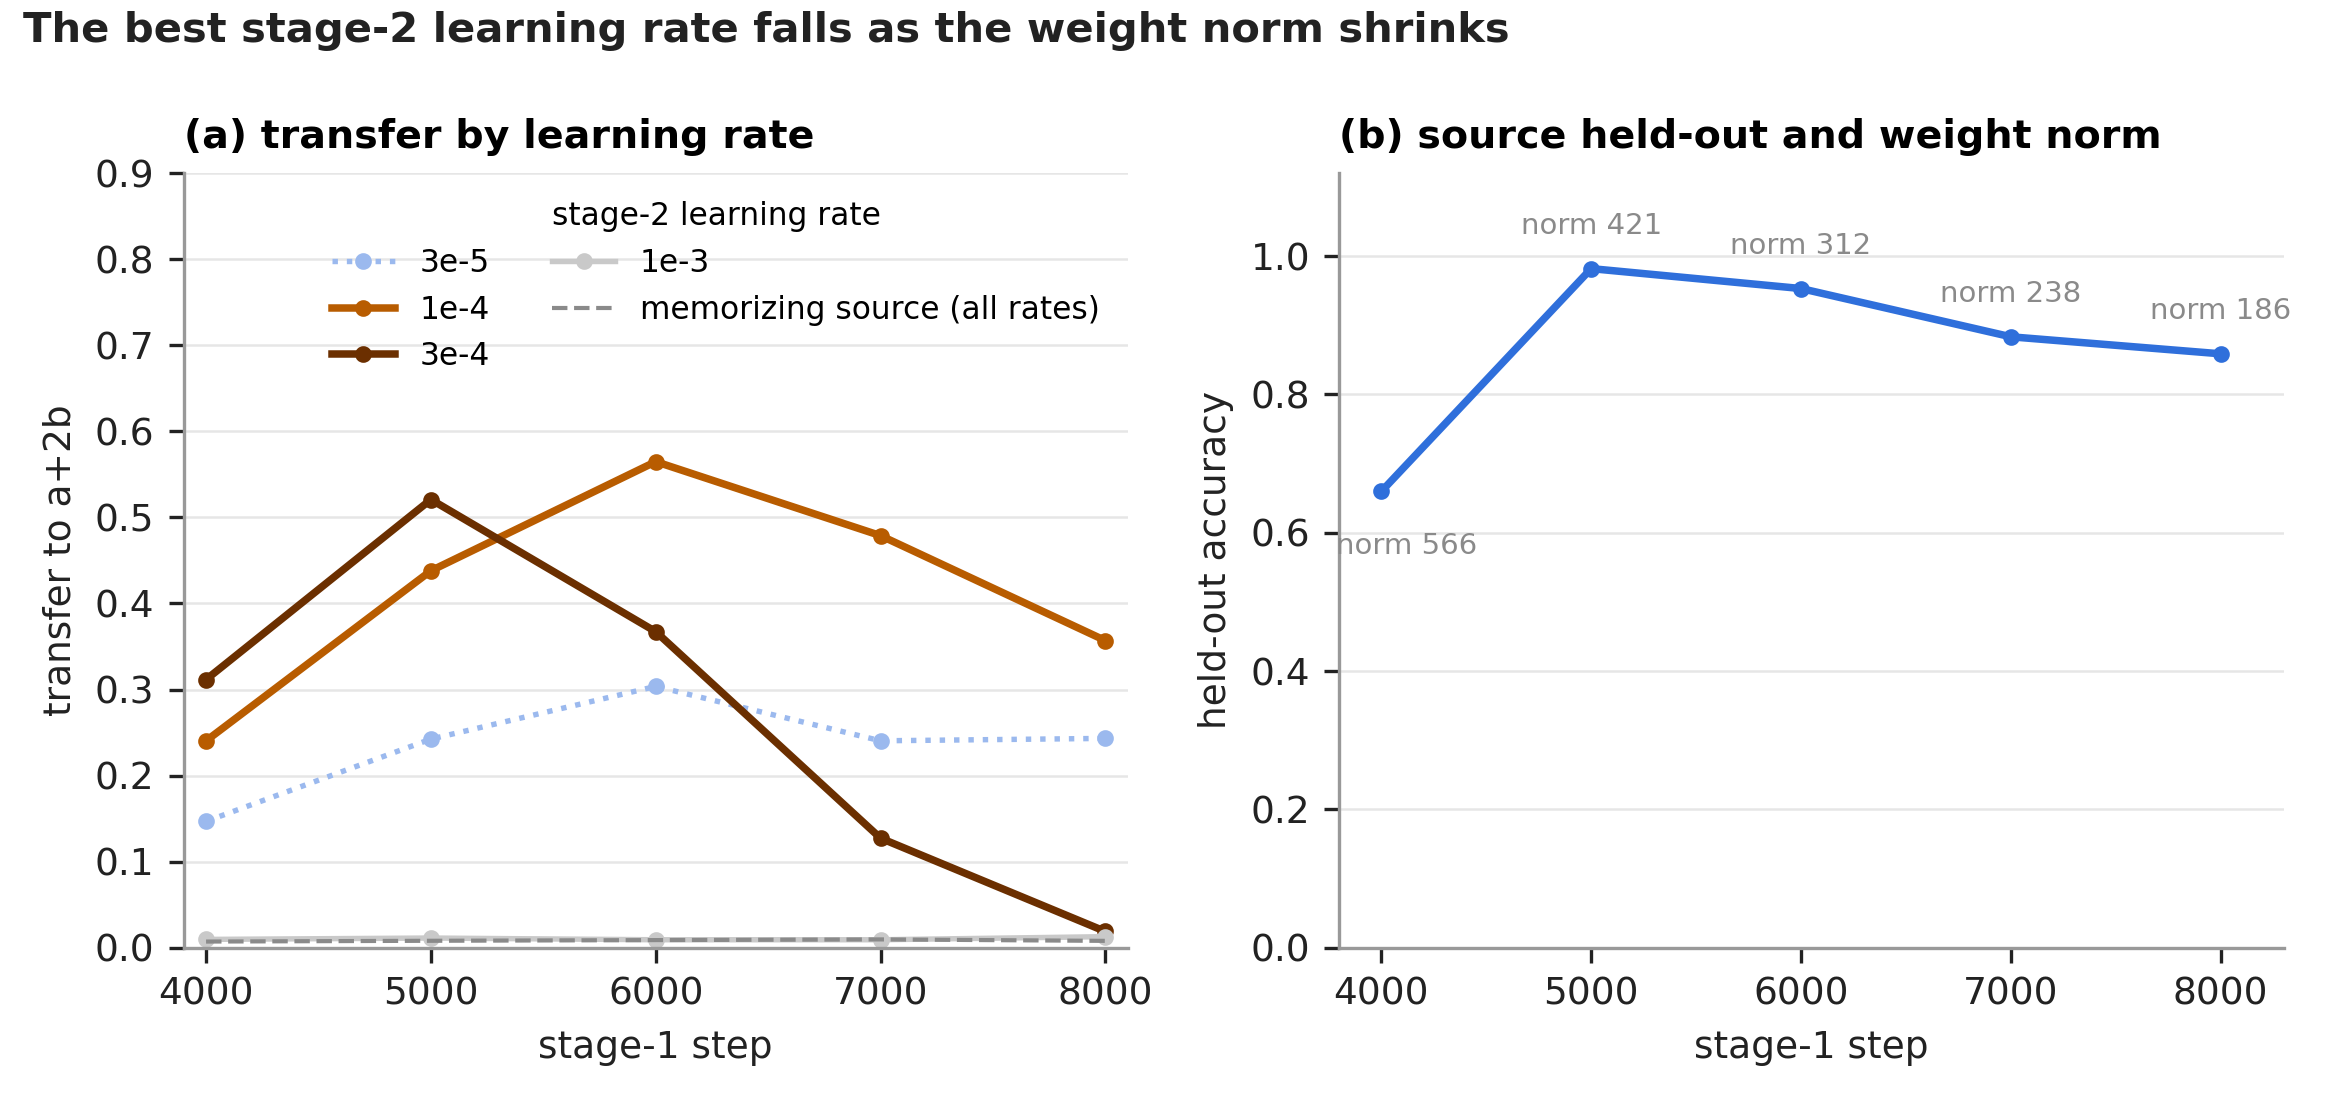 The best stage-2 learning rate falls as the weight norm shrinks
(a) transfer by learning rate
0.9
0.8
0.7
0.6
0.5
0.4
0.3
0.2
0.1
0.0
transfer to a+2b
stage-2 learning rate
3e-5
1e-4
3e-4
1e-3
memorizing source (all rates)
4000 5000 6000 7000 8000
stage-1 step
(b) source held-out and weight norm
1.0
0.8
0.6
0.4
0.2
0.0
held-out accuracy
norm 566
norm 421
norm 312
norm 238
norm 186
4000 5000 6000 7000 8000
stage-1 step